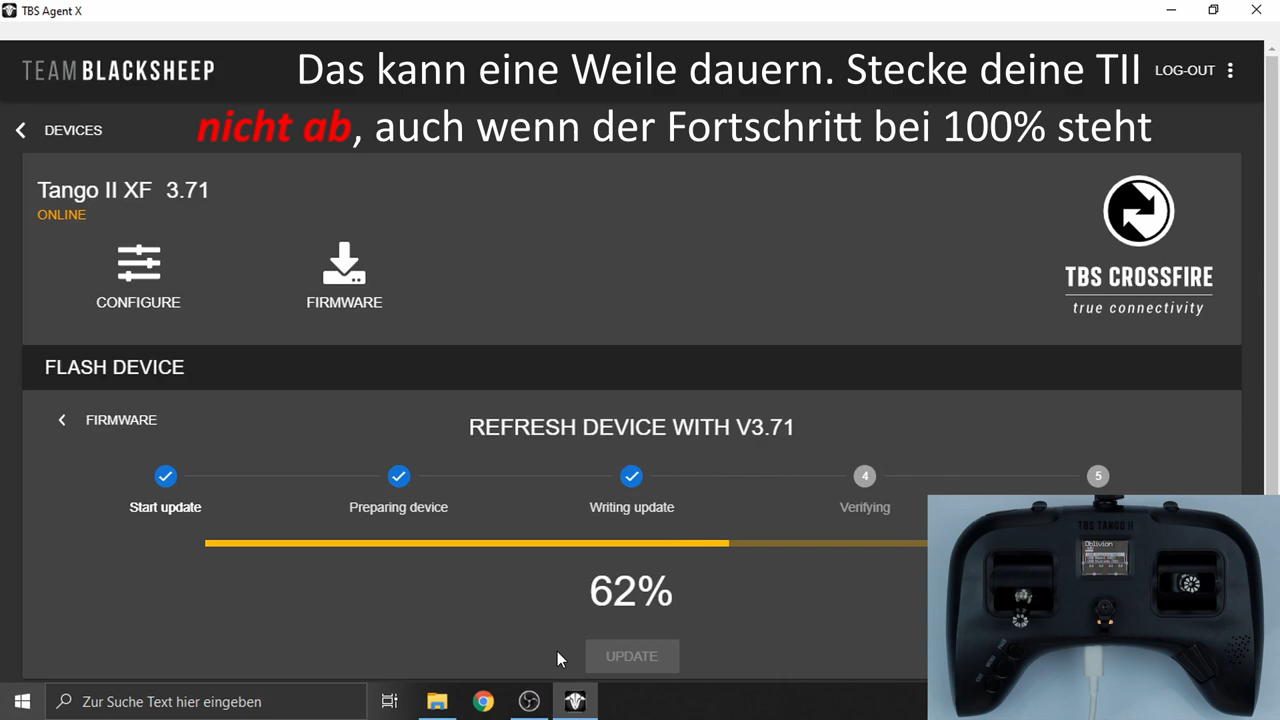 TBS Agent X
TEAMBLACKSHEEP
Das kann eine Weile dauern. Stecke deine TII
nicht ab, auch wenn der Fortschritt bei 100% steht
LOG-OUT
DEVICES
Tango II XF 3.71
ONLINE
CONFIGURE
FIRMWARE
TBS CROSSFIRE
true connectivity
FLASH DEVICE
FIRMWARE
REFRESH DEVICE WITH V3.71
4
5
Start update
Preparing device
Writing update
Verifying
62%
UPDATE
TBS TANGO II
Oblivion
Zur Suche Text hier eingeben